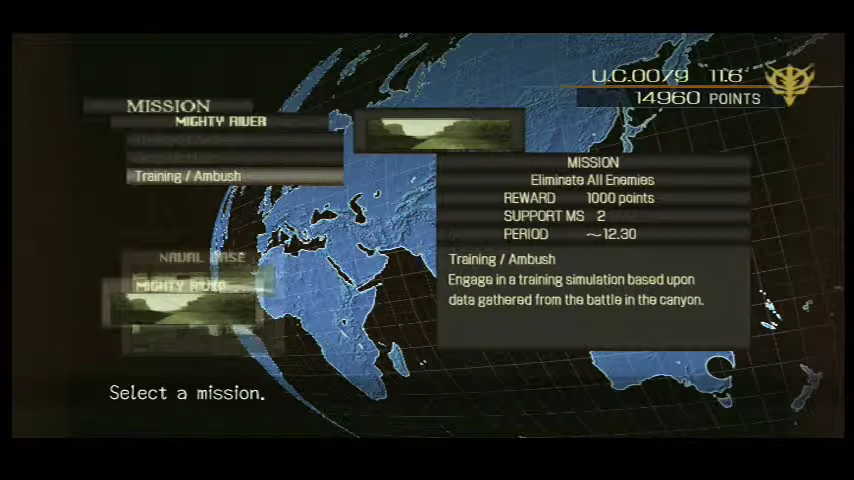 U.C.0079 11.6
14960 POINTS
MISSION
MIGHTY RIVER
Training / Ambush
MISSION
Eliminate All Enemies
REWARD 1000 points
SUPPORT MS 2
PERIOD ~12.30
Training / Ambush
Engage in a training simulation based upon
data gathered from the battle in the canyon.
NAVAL BASE
MIGHTY RIVER
Select a mission.